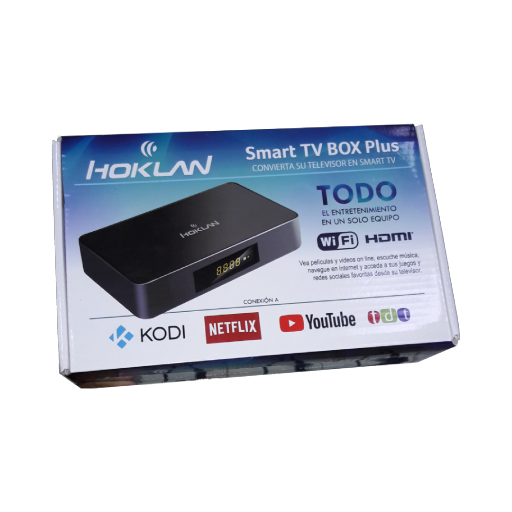 HOKLAN
Smart TV BOX Plus
CONVIERTA SU TELEVISOR EN SMART TV
TODO
EL ENTRETENIMIENTO
EN UN SOLO EQUIPO
WiFi HDMI
Vea películas y videos on line, escuche música,
navegue en internet y acceda a sus juegos y
redes sociales favoritas desde su televisor.
HOKLAN
8888
CONEXIÓN A
KODI
NETFLIX
YouTube
tdt